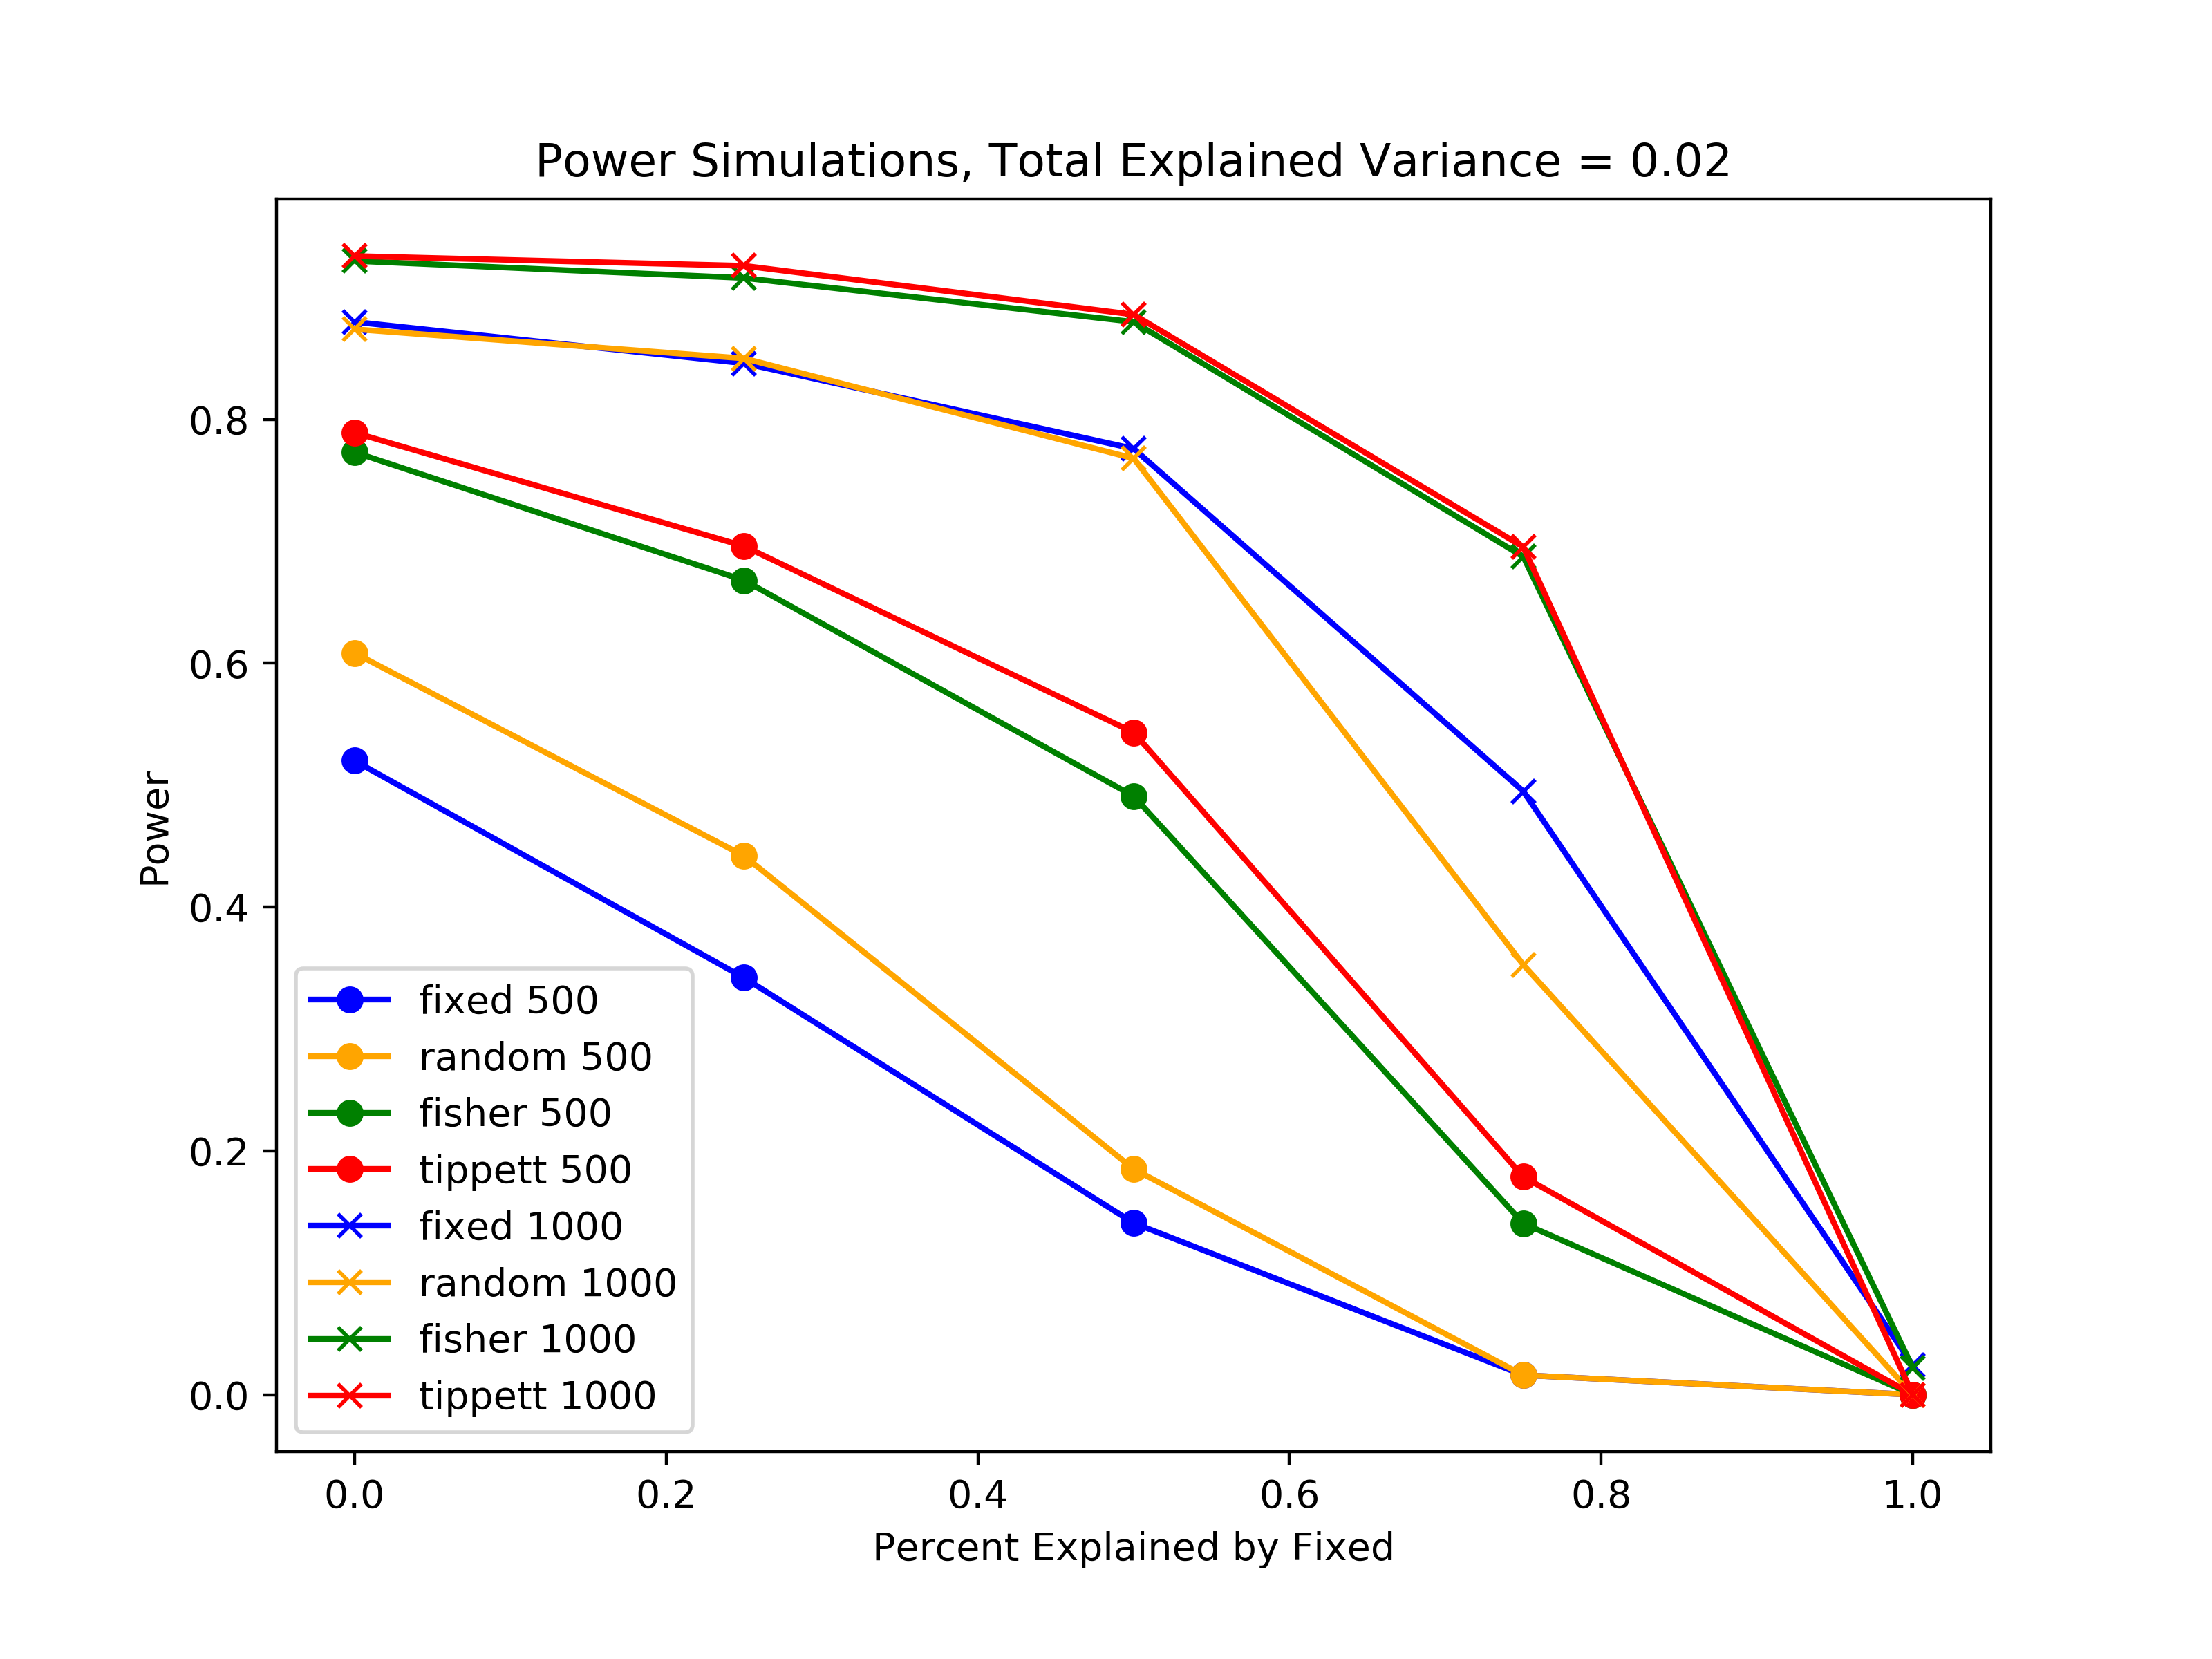 Power Simulations, Total Explained Variance = 0.02
Power
0.8
0.6
0.4
0.2
0.0
fixed 500
random 500
fisher 500
tippett 500
fixed 1000
random 1000
fisher 1000
tippett 1000
0.0 0.2 0.4 0.6 0.8 1.0
Percent Explained by Fixed